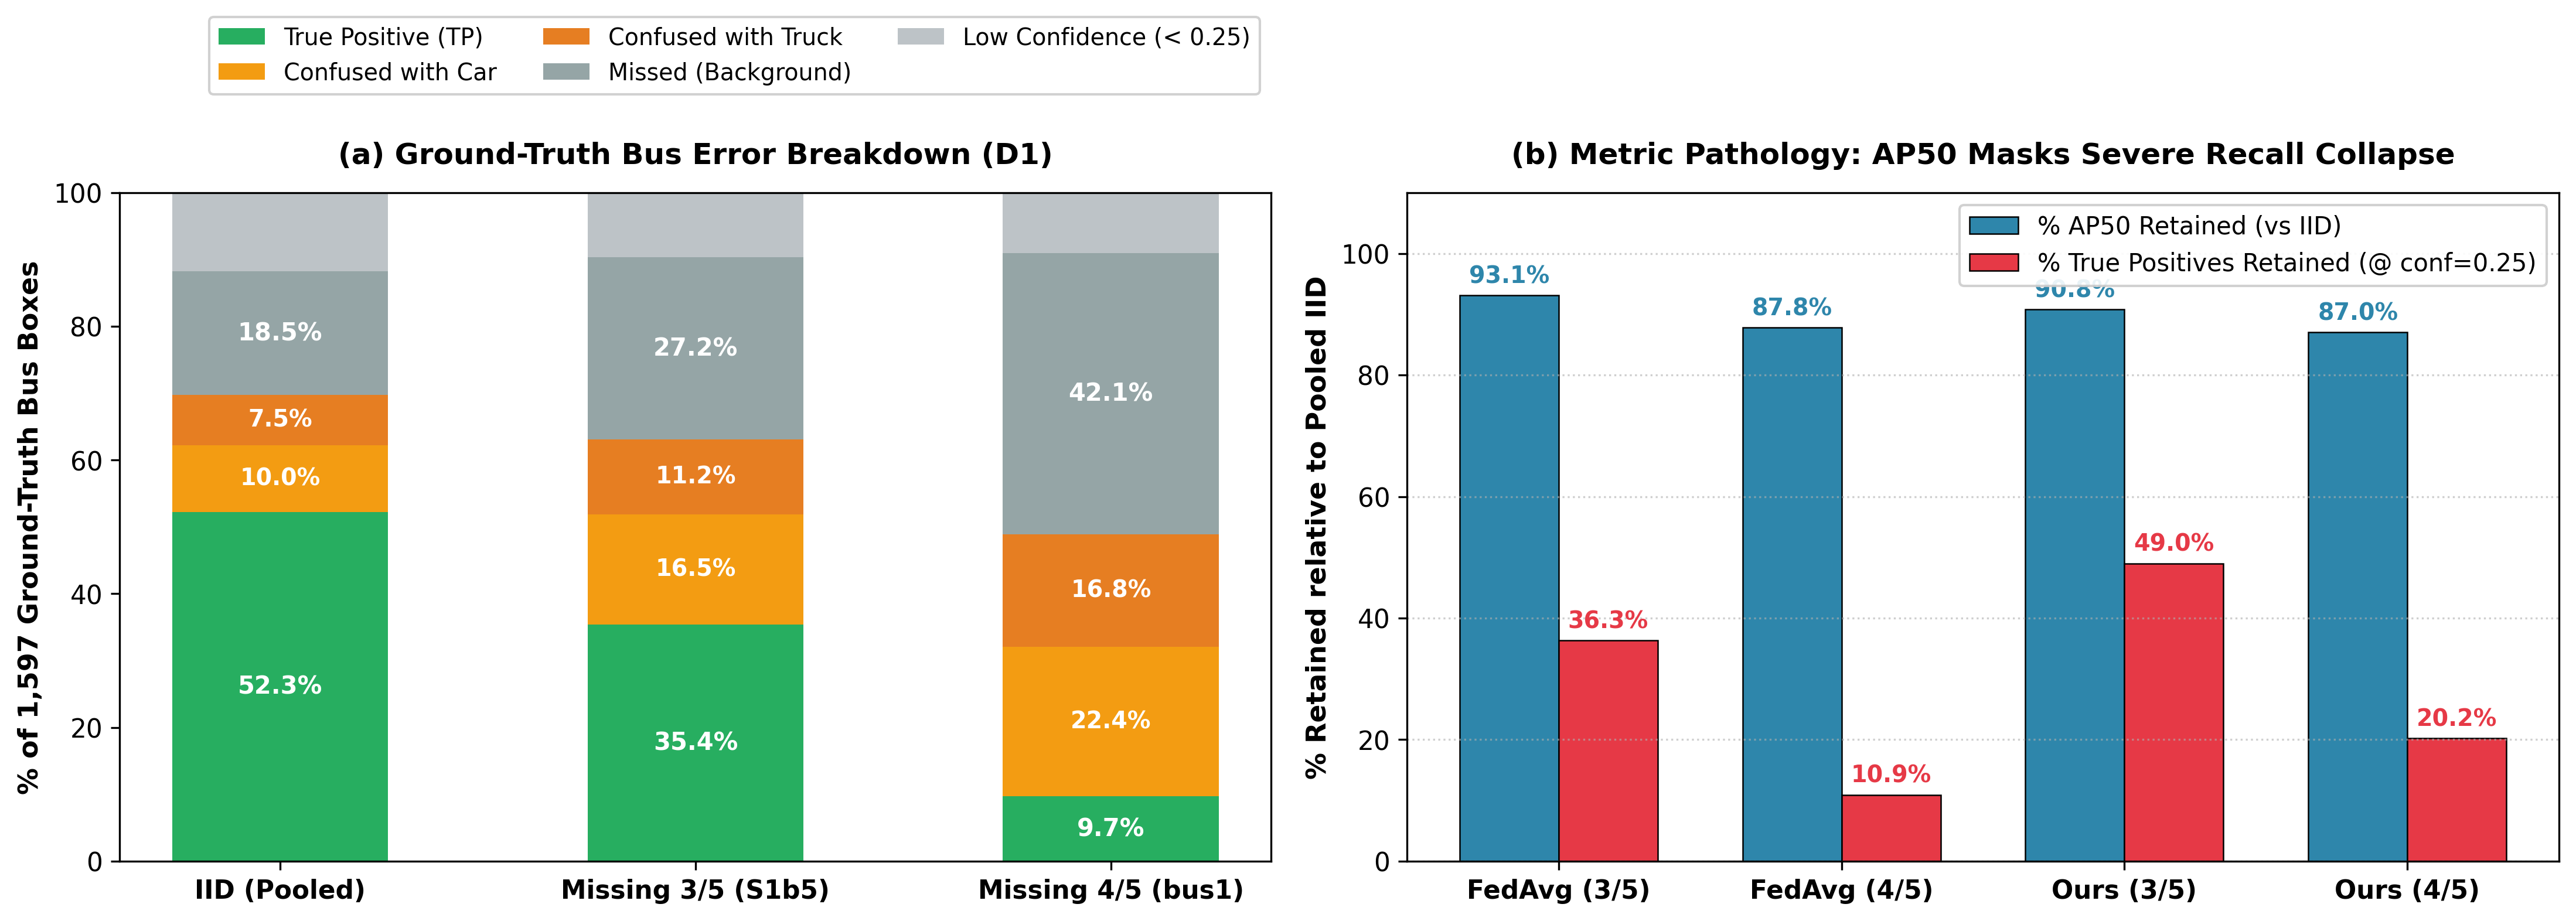 True Positive (TP)
Confused with Car
Confused with Truck
Missed (Background)
Low Confidence (< 0.25)
(a) Ground-Truth Bus Error Breakdown (D1)
% of 1,597 Ground-Truth Bus Boxes
100
80
60
40
20
0
18.5%
7.5%
10.0%
52.3%
27.2%
11.2%
16.5%
35.4%
42.1%
16.8%
22.4%
9.7%
IID (Pooled)
Missing 3/5 (S1b5)
Missing 4/5 (bus1)
(b) Metric Pathology: AP50 Masks Severe Recall Collapse
% AP50 Retained (vs IID)
% True Positives Retained (@ conf=0.25)
% Retained relative to Pooled IID
100
80
60
40
20
0
93.1%
36.3%
87.8%
10.9%
90.8%
49.0%
87.0%
20.2%
FedAvg (3/5)
FedAvg (4/5)
Ours (3/5)
Ours (4/5)